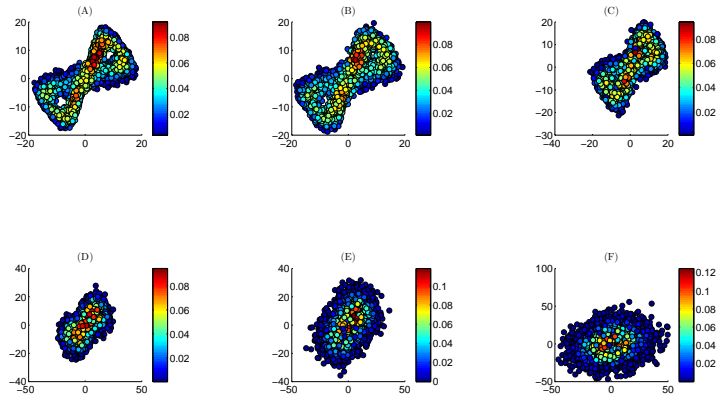 (A) (B) (C)
20 20 20
10 0.08 10 0.08 10 0.08
0 0.06 0 0.06 0 0.06
−10 0.04 −10 0.04 −10 0.04
0.02 0.02 −20 0.02
−20 −20 −30
−20 0 20 −20 0 20 −40 −20 0 20
(D) (E) (F)
40 40 100
20 0.08 20 0.1 50 0.12
0 0.06 0 0.08 0.1
−20 0.04 −20 0.06 0 0.08
0.02 0.04 0.06
0.02 0.04
0.02
−40 −40 0 −50
−50 0 50 −50 0 50 −50 0 50